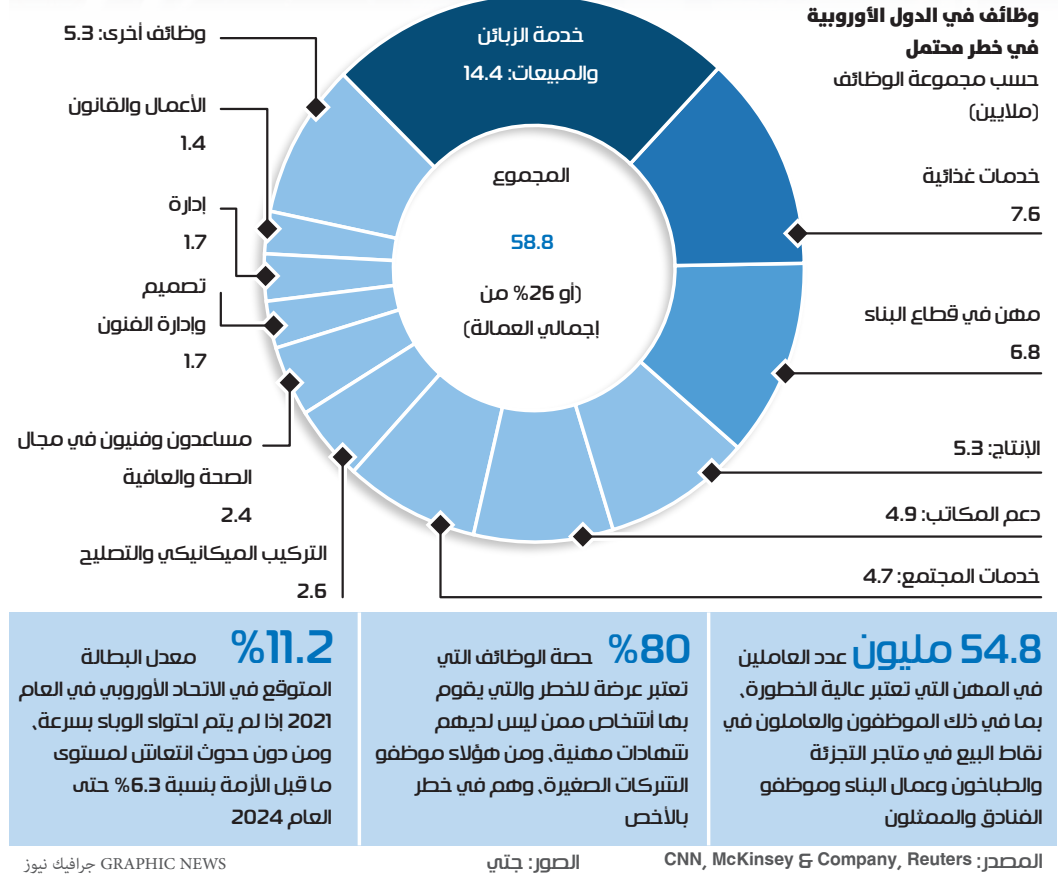 وظائف في الدول الأوروبية
في خطر محتمل
حسب مجموعة الوظائف
(ملايين)
خدمة الزبائن
والمبيعات: 14.4
خدمات غذائية
7.6
مهن في قطاع البناء
6.8
الإنتاج: 5.3
دعم المكاتب: 4.9
خدمات المجتمع: 4.7
المجموع
58.8
(أو 26% من
إجمالي العمالة)
وظائف أخرى: 5.3
الأعمال والقانون
1.4
إدارة
1.7
تصميم
وإدارة الفنون
1.7
مساعدون وفنيون في مجال
الصحة والعافية
2.4
التركيب الميكانيكي والتصليح
2.6
54.8 مليون عدد العاملين
في المهن التي تعتبر عالية الخطورة،
بما في ذلك الموظفون والعاملون في
نقاط البيع في متاجر التجزئة
والطباخون وعمال البناء وموظفو
الفنادق والممثلون
80% حصة الوظائف التي
تعتبر عرضة للخطر والتي يقوم
بها أشخاص ممن ليس لديهم
شهادات مهنية، ومن هؤلاء موظفو
الشركات الصغيرة، وهم في خطر
بالأخص
11.2% معدل البطالة
المتوقع في الاتحاد الأوروبي في العام
2021 إذا لم يتم احتواء الوباء بسرعة،
ومن دون حدوث انتعاش لمستوى
ما قبل الأزمة بنسبة 6.3% حتى
العام 2024
المصدر: CNN, McKinsey & Company, Reuters
الصور: جتي
GRAPHIC NEWS جرافيك نيوز